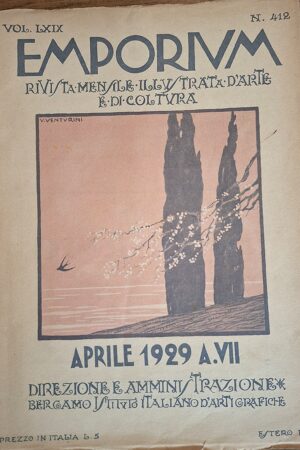 VOL. LXIX N. 412
EMPORIVM
RIVISTA·MENSILE·ILLVSTRATA·D'ARTE
E·DI·COLTVRA
V. VENTURINI
APRILE 1929 A.VII
DIREZIONE E AMMINISTRAZIONE
BERGAMO ISTITVTO ITALIANO D'ARTI GRAFICHE
PREZZO IN ITALIA L. 5 ESTERO